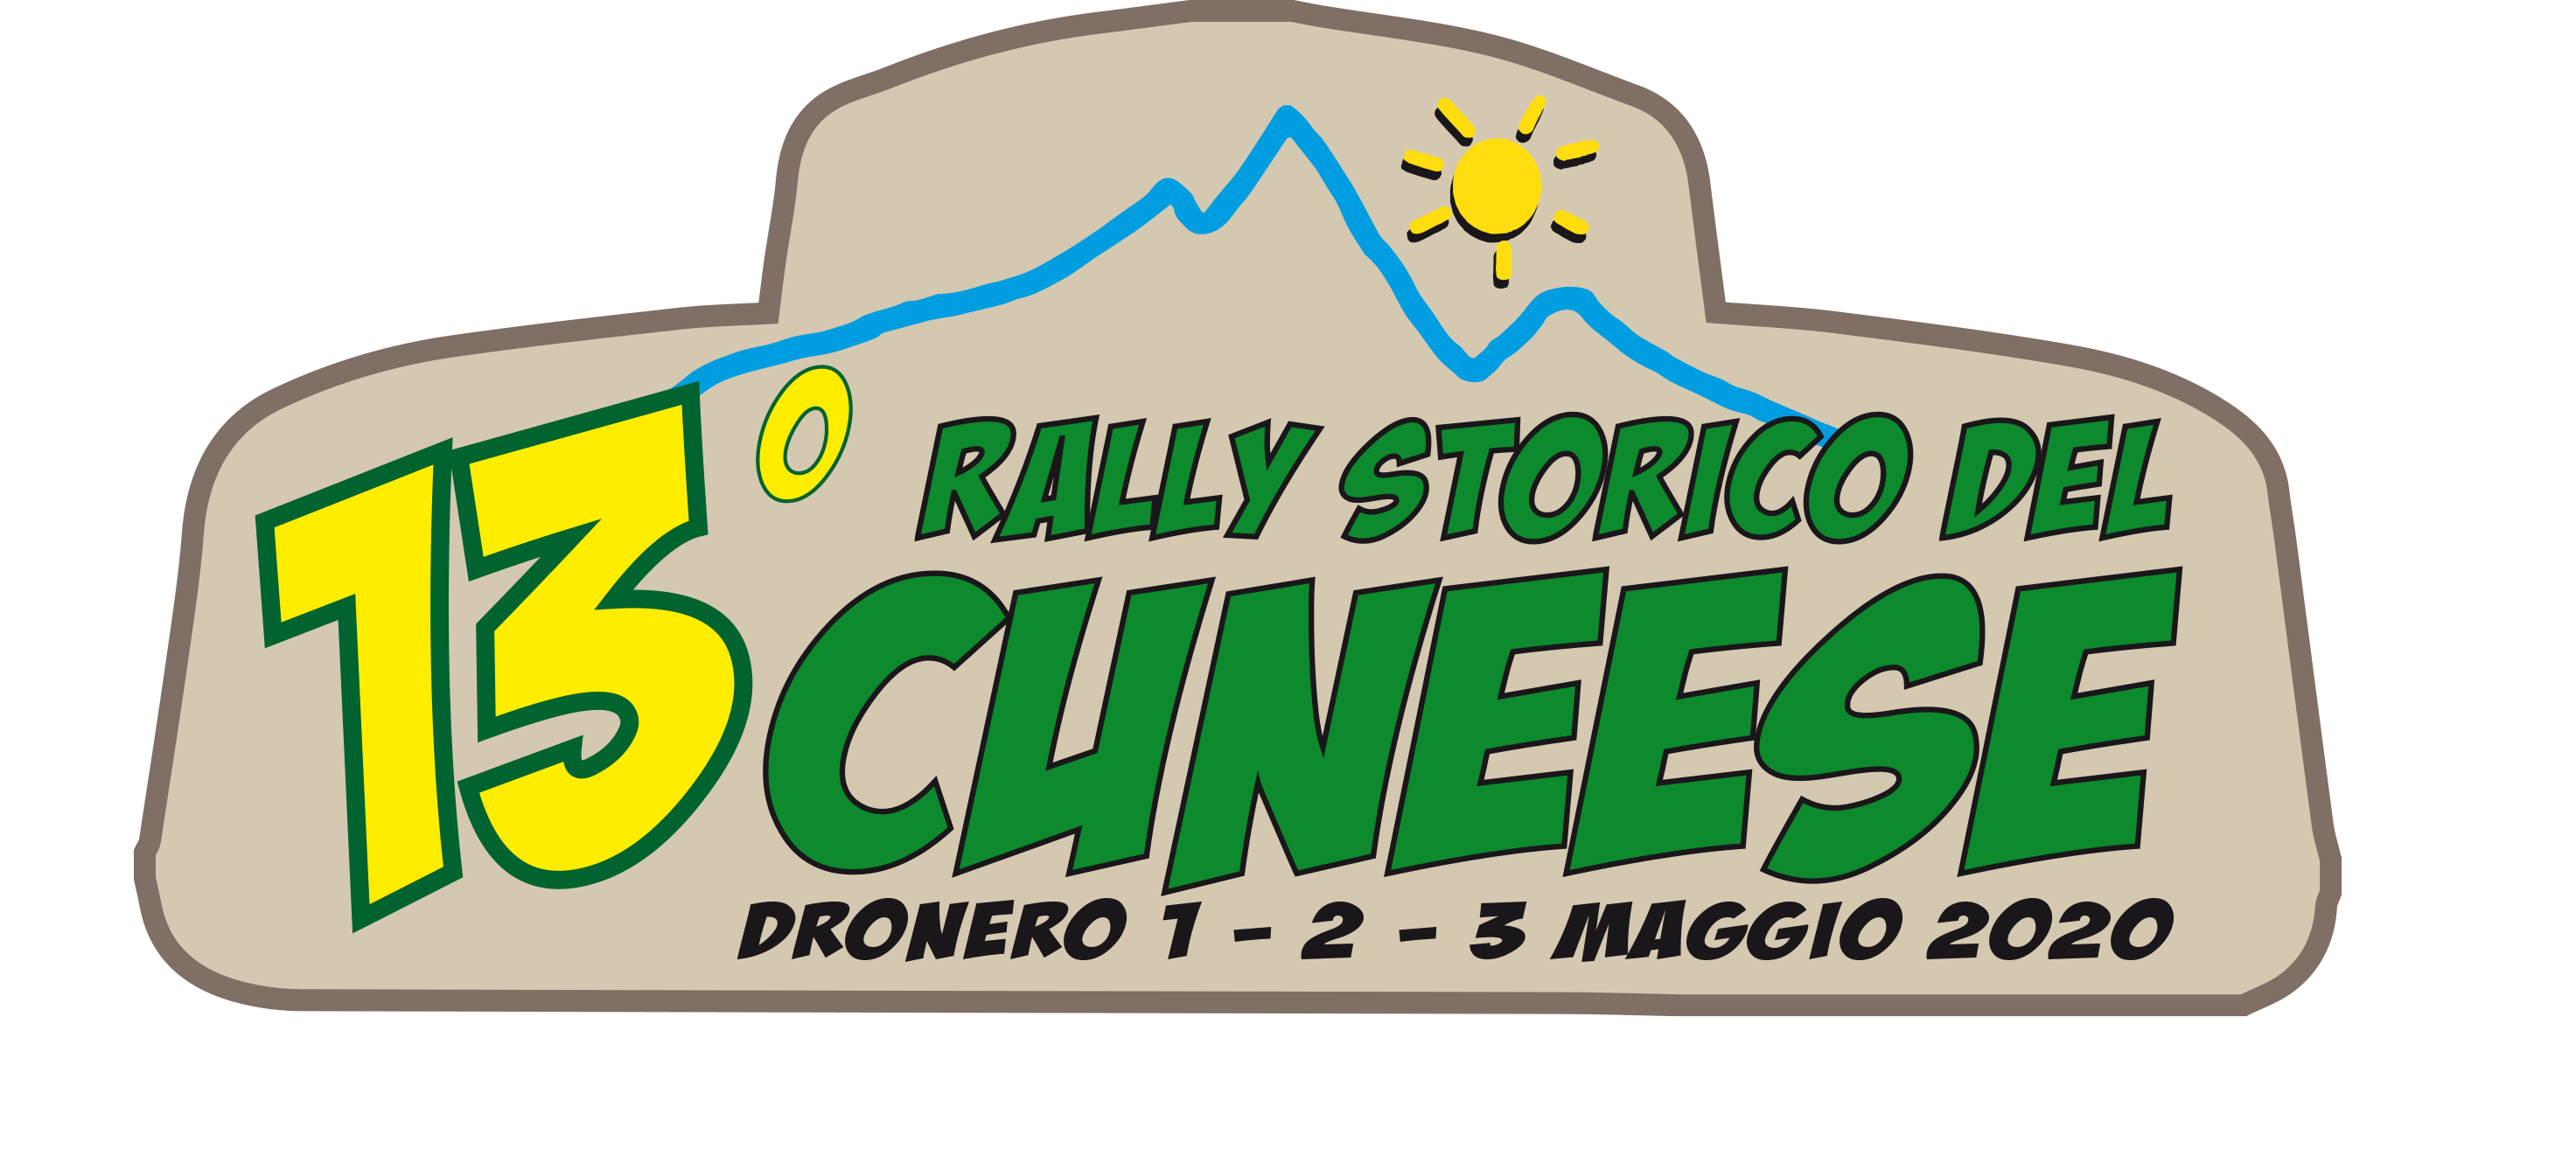 13°
RALLY STORICO DEL
CUNEESE
DRONERO 1 - 2 - 3 MAGGIO 2020